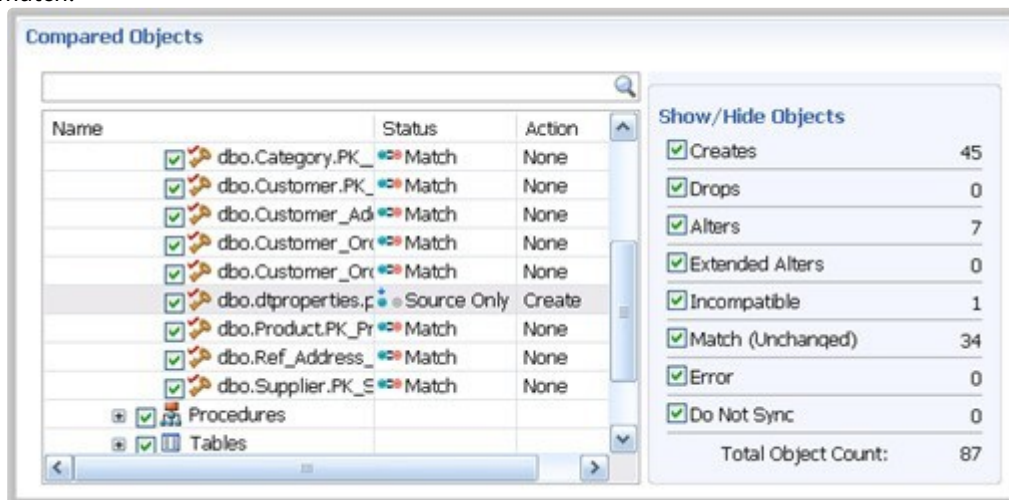 Compared Objects
Name Status Action
dbo.Category.PK_ Match None
dbo.Customer.PK_ Match None
dbo.Customer_Ad Match None
dbo.Customer_Or Match None
dbo.Customer_Or Match None
dbo.dtproperties.p Source Only Create
dbo.Product.PK_Pr Match None
dbo.Ref_Address_ Match None
dbo.Supplier.PK_S Match None
Procedures
Tables
Show/Hide Objects
Creates 45
Drops 0
Alters 7
Extended Alters 0
Incompatible 1
Match (Unchanged) 34
Error 0
Do Not Sync 0
Total Object Count: 87